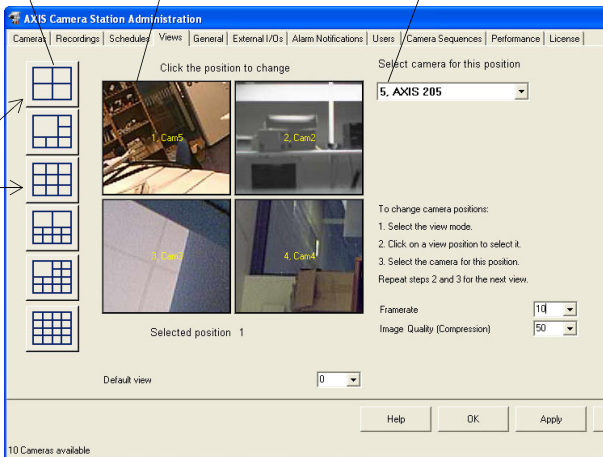 AXIS Camera Station Administration
Cameras Recordings Schedules Views General External I/Os Alarm Notifications Users Camera Sequences Performance License
Click the position to change
Select camera for this position
5, AXIS 205
1, Cam5
2, Cam2
3, Cam3
4, Cam4
To change camera positions:
1. Select the view mode.
2. Click on a view position to select it.
3. Select the camera for this position.
Repeat steps 2 and 3 for the next view.
Framerate 10
Image Quality (Compression) 50
Selected position 1
Default view 0
Help OK Apply
10 Cameras available